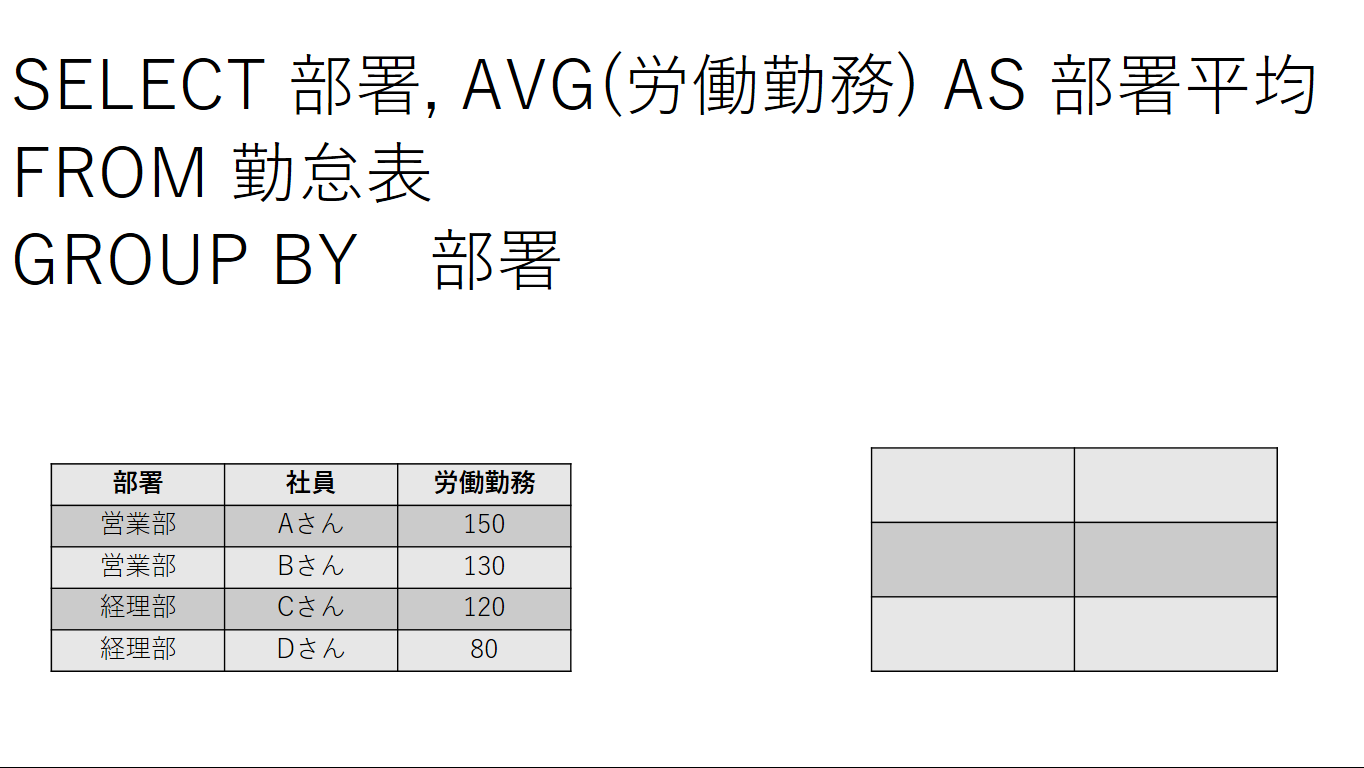 SELECT 部署, AVG(労働勤務) AS 部署平均
FROM 勤怠表
GROUP BY　部署
部署 社員 労働勤務
営業部 Aさん 150
営業部 Bさん 130
経理部 Cさん 120
経理部 Dさん 80